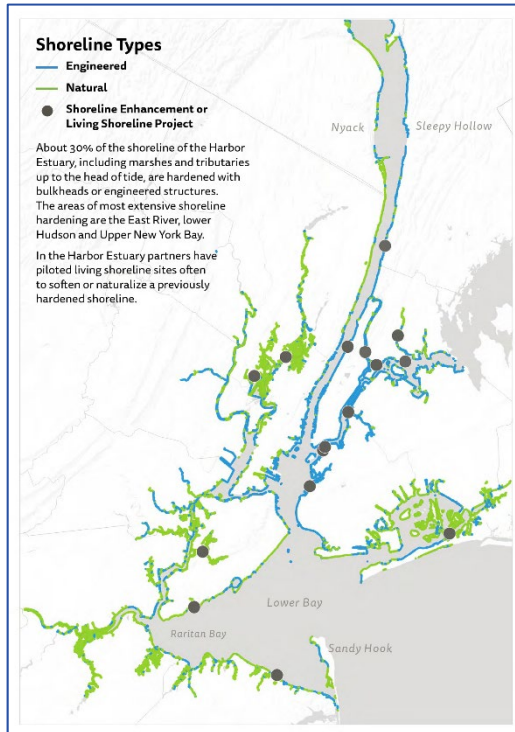 Shoreline Types
Engineered
Natural
Shoreline Enhancement or
Living Shoreline Project
About 30% of the shoreline of the Harbor
Estuary, including marshes and tributaries
up to the head of tide, are hardened with
bulkheads or engineered structures.
The areas of most extensive shoreline
hardening are the East River, lower
Hudson and Upper New York Bay.
In the Harbor Estuary partners have
piloted living shoreline sites often
to soften or naturalize a previously
hardened shoreline.
Nyack
Sleepy Hollow
Lower Bay
Raritan Bay
Sandy Hook